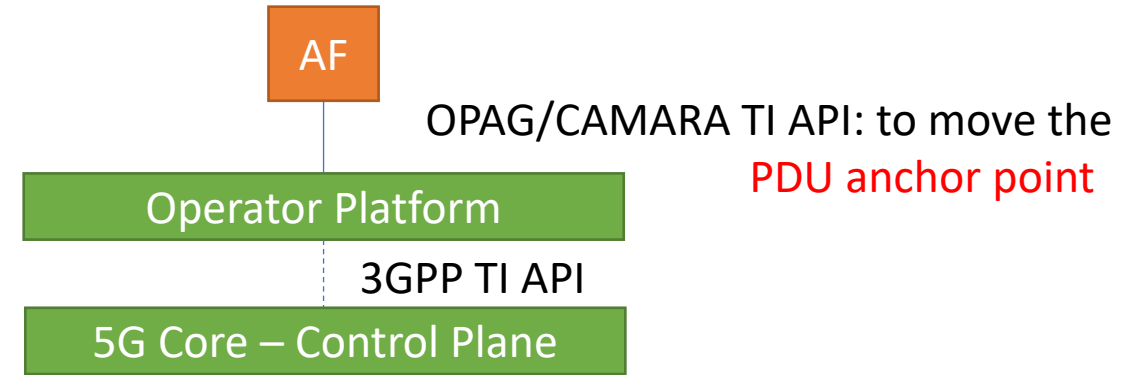 AF
OPAG/CAMARA TI API: to move the
PDU anchor point
Operator Platform
3GPP TI API
5G Core – Control Plane